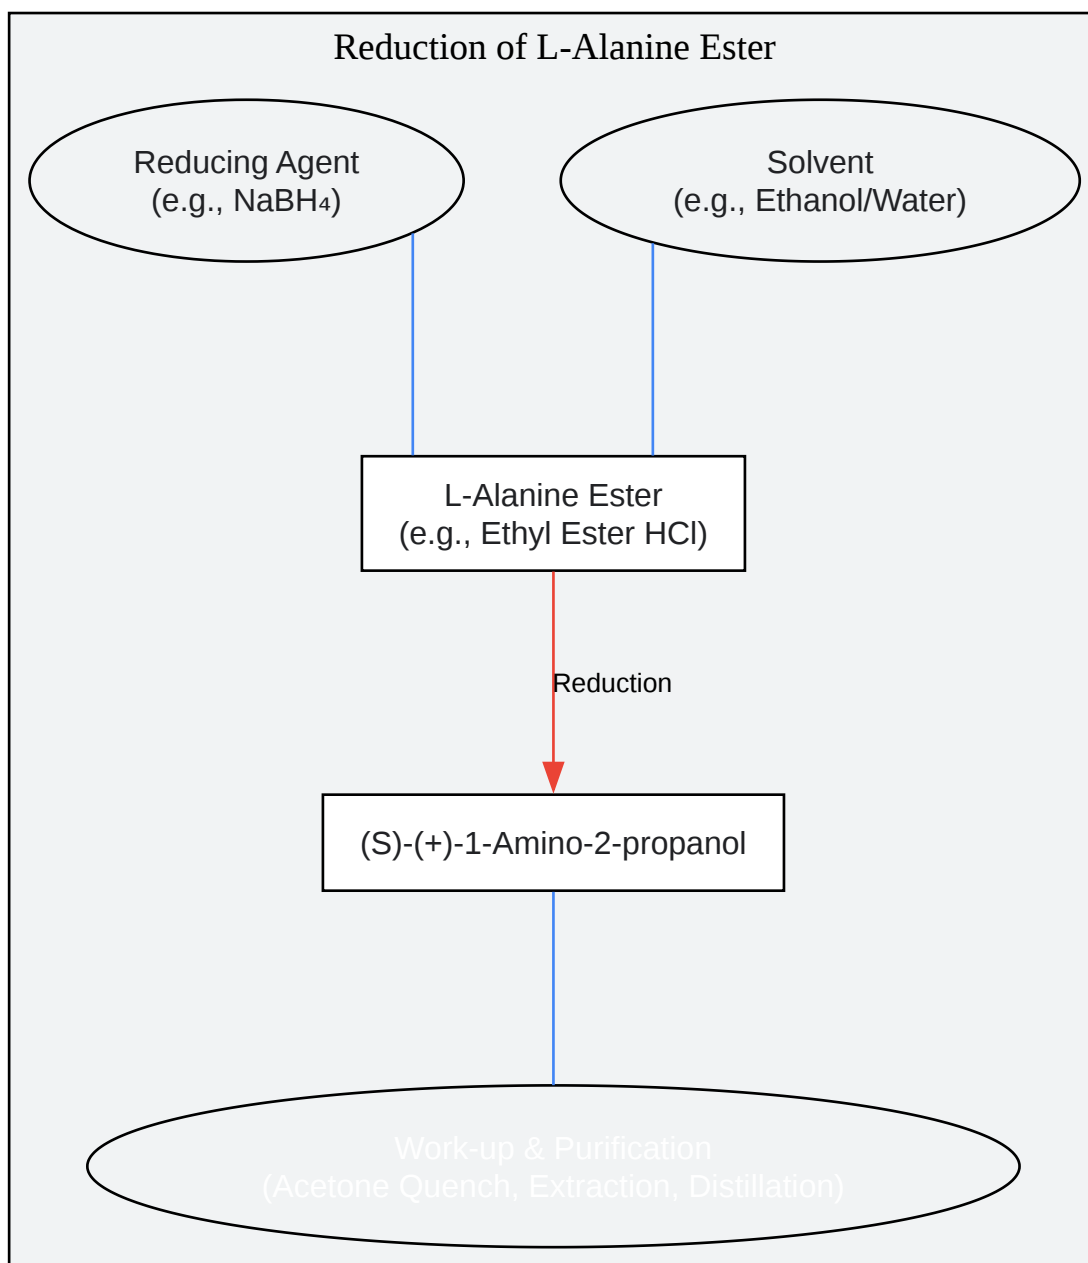 Reduction of L-Alanine Ester
Reducing Agent
(e.g., NaBH₄)
Solvent
(e.g., Ethanol/Water)
L-Alanine Ester
(e.g., Ethyl Ester HCl)
Reduction
(S)-(+)-1-Amino-2-propanol
Work-up & Purification
(Acetone Quench, Extraction, Distillation)